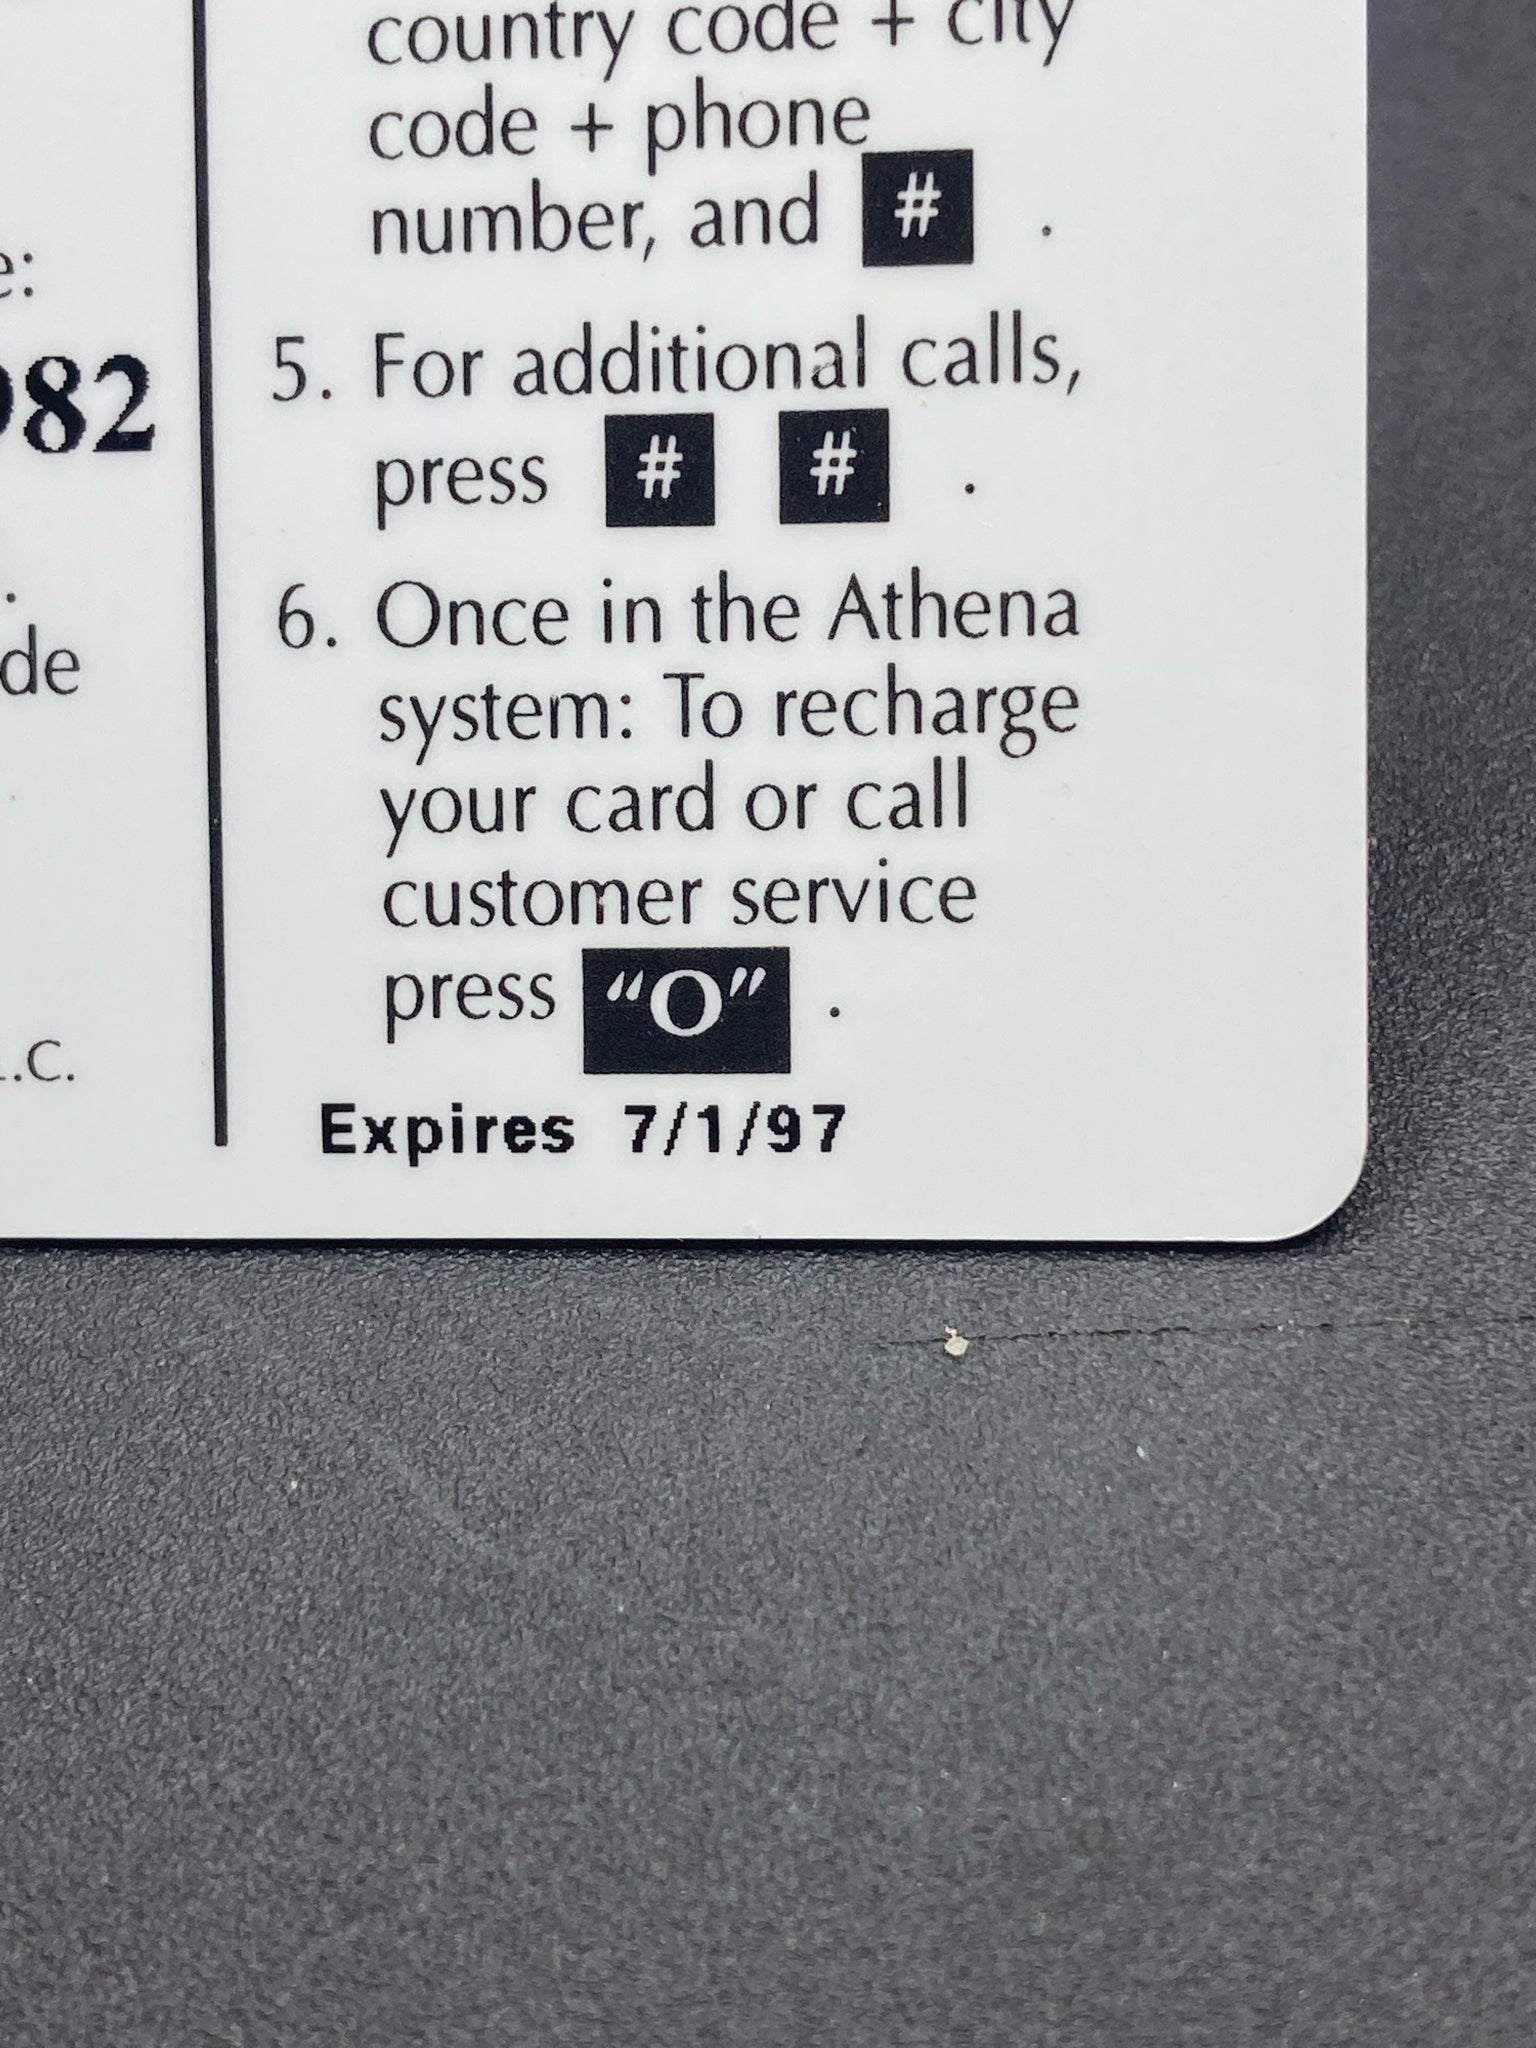 country code + city
code + phone
number, and # .
5. For additional calls,
press # # .
6. Once in the Athena
system: To recharge
your card or call
customer service
press "O" .
Expires 7/1/97
e:
982
.
de
.C.